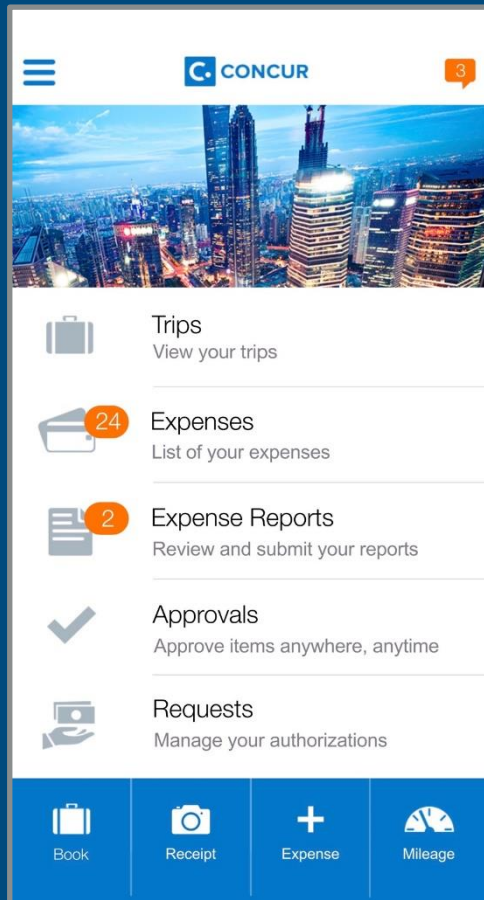 C. CONCUR
3
Trips
View your trips
24
Expenses
List of your expenses
2
Expense Reports
Review and submit your reports
Approvals
Approve items anywhere, anytime
Requests
Manage your authorizations
Book
Receipt
Expense
Mileage